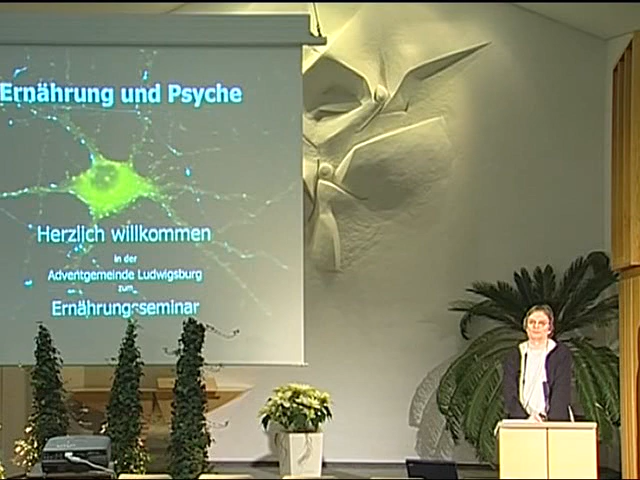 Ernährung und Psyche
Herzlich willkommen
in der
Adventgemeinde Ludwigsburg
zum
Ernährungsseminar